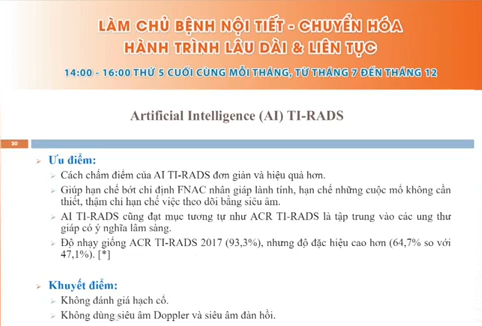 LÀM CHỦ BỆNH NỘI TIẾT - CHUYỂN HÓA
HÀNH TRÌNH LÂU DÀI & LIÊN TỤC
14:00 - 16:00 THỨ 5 CUỐI CÙNG MỖI THÁNG, TỪ THÁNG 7 ĐẾN THÁNG 12
Artificial Intelligence (AI) TI-RADS
30
Ưu điểm:
Cách chấm điểm của AI TI-RADS đơn giản và hiệu quả hơn.
Giúp hạn chế bớt chỉ định FNAC nhân giáp lành tính, hạn chế những cuộc mổ không cần
thiết, thậm chí hạn chế việc theo dõi bằng siêu âm.
AI TI-RADS cũng đạt mục tương tự như ACR TI-RADS là tập trung vào các ung thư
giáp có ý nghĩa lâm sàng.
Độ nhạy giống ACR TI-RADS 2017 (93,3%), nhưng độ đặc hiệu cao hơn (64,7% so với
47,1%). [*]
Khuyết điểm:
Không đánh giá hạch cổ.
Không dùng siêu âm Doppler và siêu âm đàn hồi.